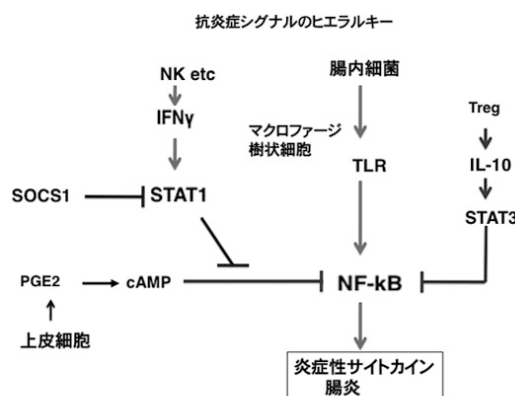 抗炎症シグナルのヒエラルキー
NK etc
IFNγ
腸内細菌
マクロファージ
樹状細胞
TLR
Treg
IL-10
STAT3
SOCS1
STAT1
PGE2
cAMP
NF-kB
上皮細胞
炎症性サイトカイン
腸炎